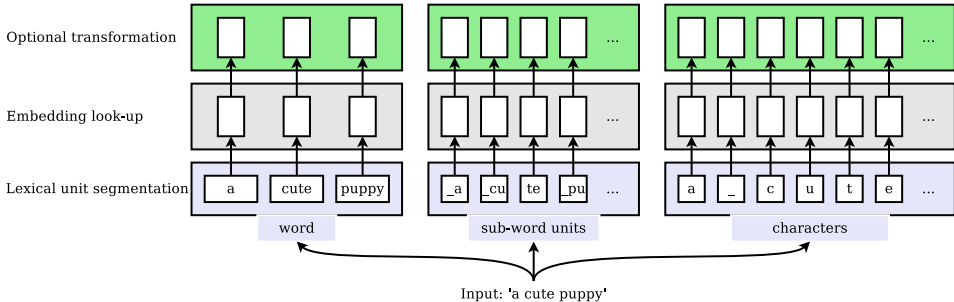 Optional transformation ... ...
Embedding look-up ... ...
Lexical unit segmentation a cute puppy _a _cu te _pu ... a _ c u t e ...
word sub-word units characters
Input: 'a cute puppy'